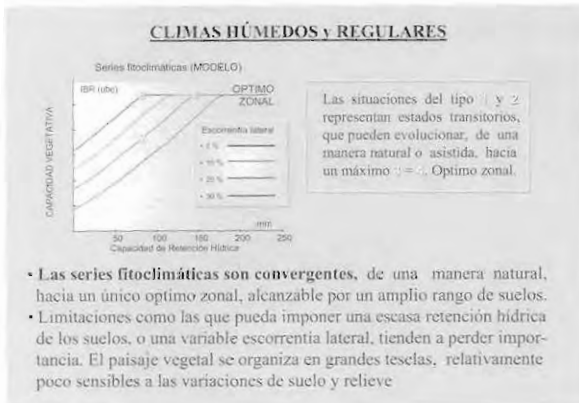 CLIMAS HÚMEDOS y REGULARES
Series fitoclimáticas (MODELO)
IBR (ube)
OPTIMO
ZONAL
CAPACIDAD VEGETATIVA
Escorrentía lateral
50 100 150 200 250
mm
Capacidad de Retención Hídrica
Las situaciones del tipo y 2
representan estados transitorios,
que pueden evolucionar, de una
manera natural o asistida, hacia
un máximo Optimo zonal.
• Las series fitoclimáticas son convergentes, de una manera natural,
hacia un único optimo zonal, alcanzable por un amplio rango de suelos.
• Limitaciones como las que pueda imponer una escasa retención hídrica
de los suelos, o una variable escorrentia lateral, tienden a perder impor-
tancia. El paisaje vegetal se organiza en grandes teselas, relativamente
poco sensibles a las variaciones de suelo y relieve